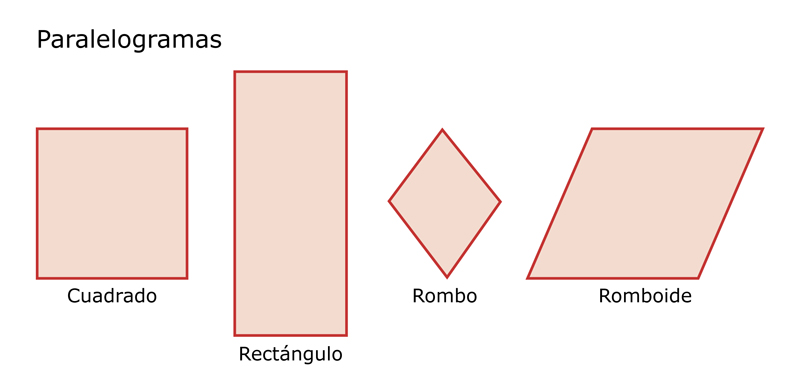 Paralelogramas
Cuadrado
Rectángulo
Rombo
Romboide